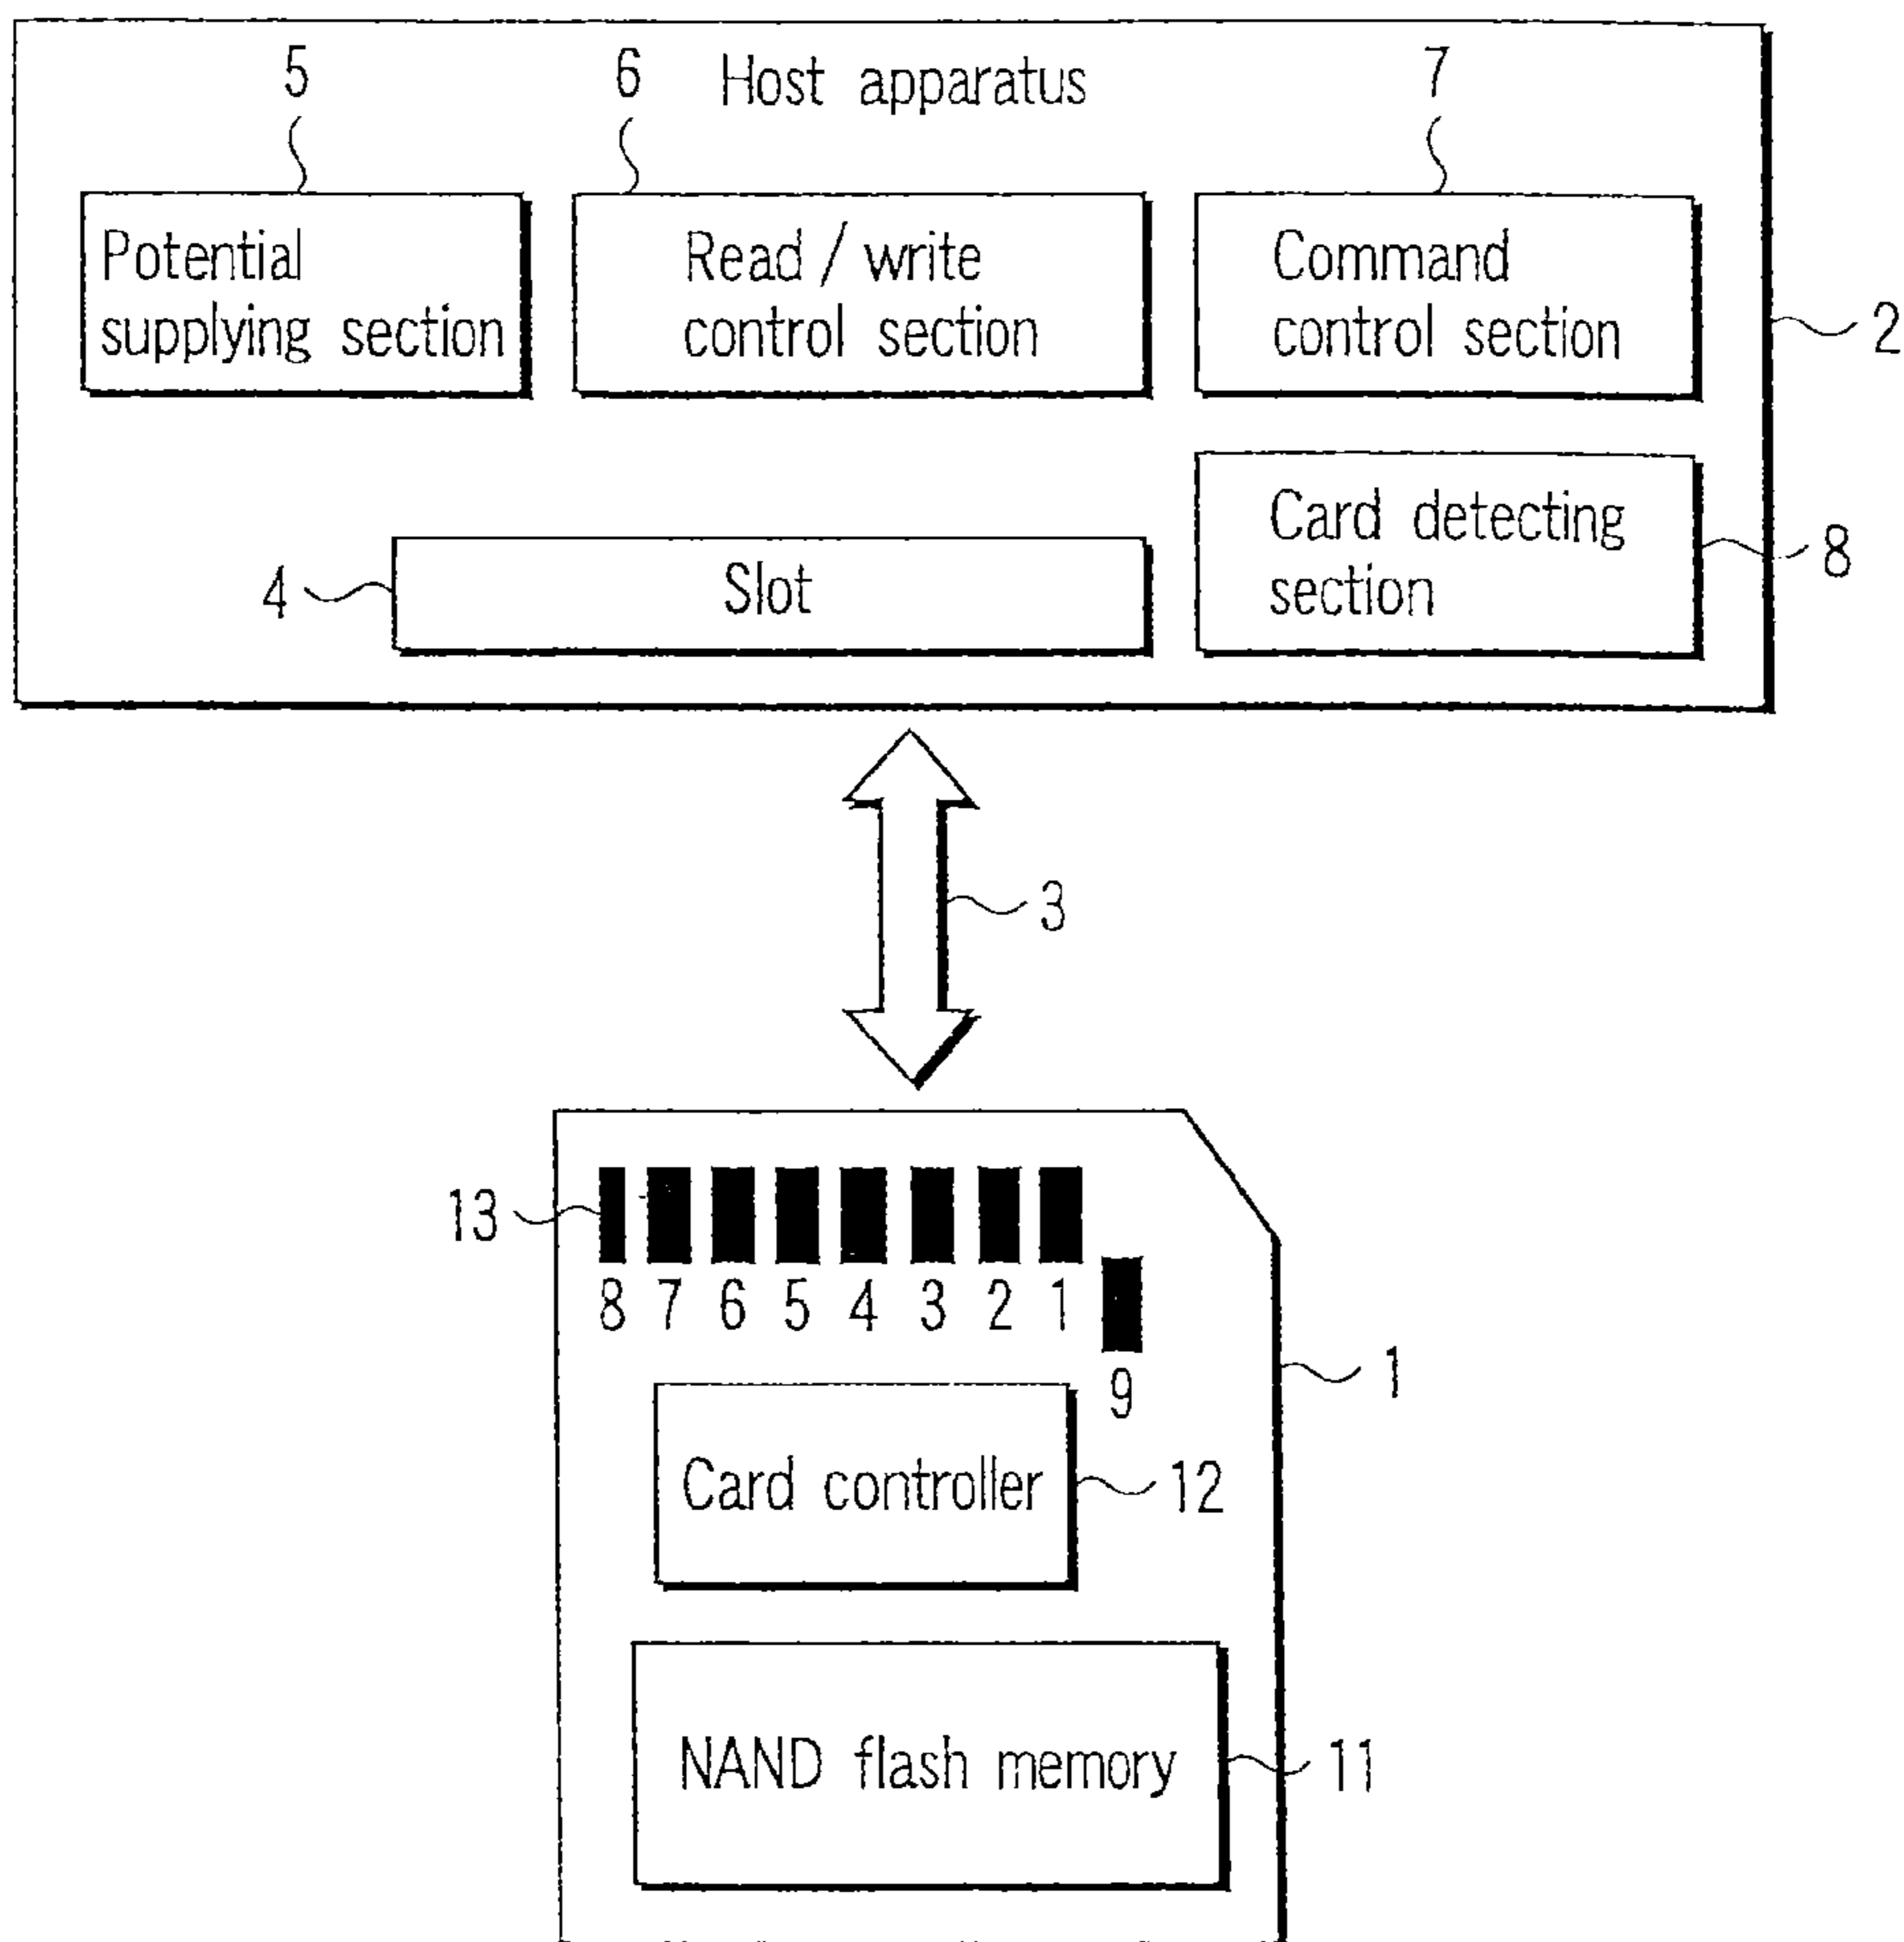 5 6 Host apparatus 7
Potential
supplying section
Read / write
control section
Command
control section
2
Card detecting
section
8
4 Slot
3
13
8 7 6 5 4 3 2 1
9
1
Card controller
12
NAND flash memory
11